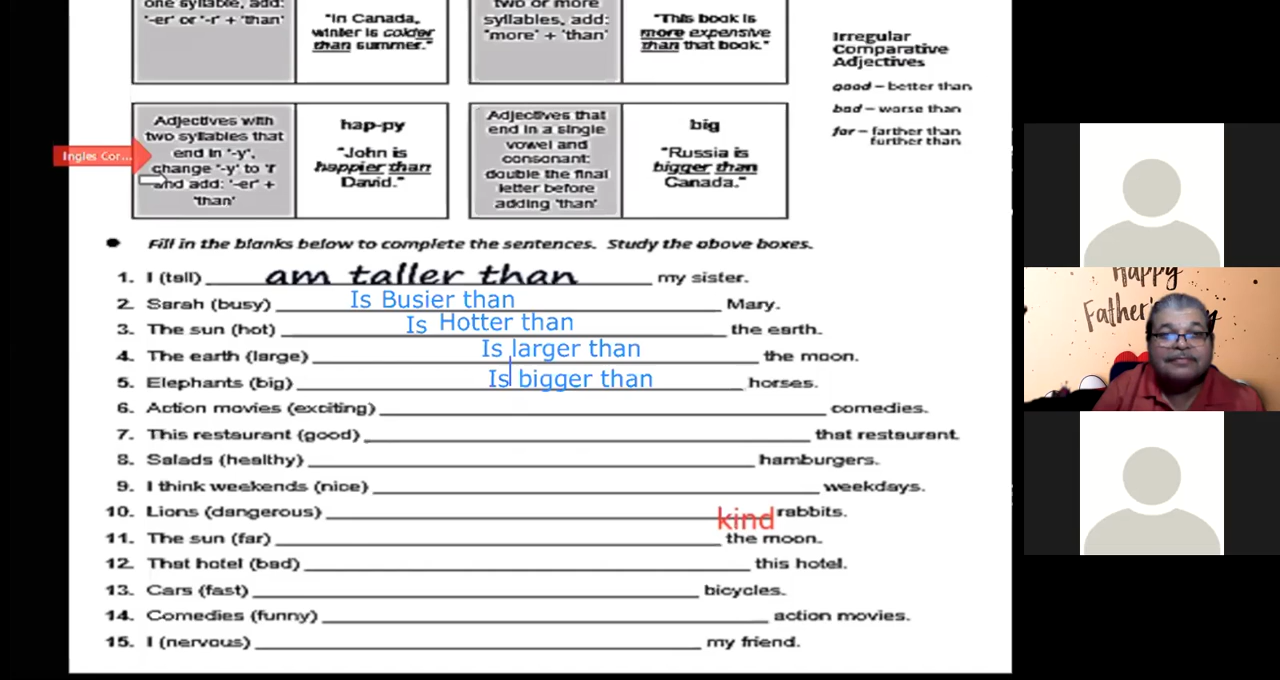 one syllable, add:
'-er' or '-r' + 'than'
"In Canada,
winter is colder
than summer."
two or more
syllables, add:
'more' + 'than'
"This book is
more expensive
than that book."
Irregular
Comparative
Adjectives
good – better than
bad – worse than
far – farther than
further than
Adjectives with
two syllables that
end in '-y',
change '-y' to 'i'
and add: '-er' +
'than'
hap-py
"John is
happier than
David."
Adjectives that
end in a single
vowel and
consonant:
double the final
letter before
adding 'than'
big
"Russia is
bigger than
Canada."
Ingles Cor...
● Fill in the blanks below to complete the sentences. Study the above boxes.
1. I (tall) am taller than my sister.
2. Sarah (busy) Is Busier than Mary.
3. The sun (hot) Is Hotter than the earth.
4. The earth (large) Is larger than the moon.
5. Elephants (big) Is bigger than horses.
6. Action movies (exciting) comedies.
7. This restaurant (good) that restaurant.
8. Salads (healthy) hamburgers.
9. I think weekends (nice) weekdays.
10. Lions (dangerous) kind rabbits.
11. The sun (far) the moon.
12. That hotel (bad) this hotel.
13. Cars (fast) bicycles.
14. Comedies (funny) action movies.
15. I (nervous) my friend.
Happy
Father's Day